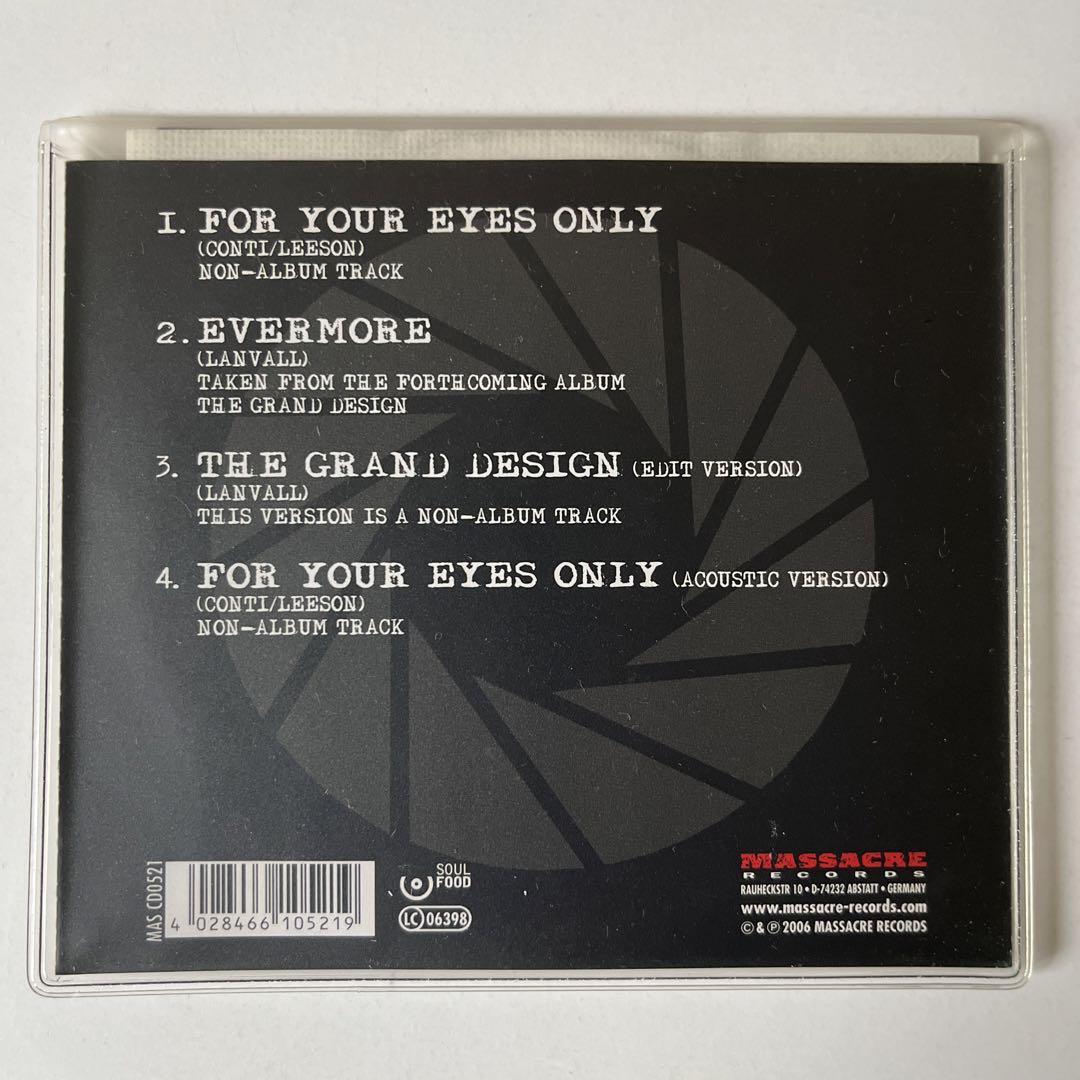 1. FOR YOUR EYES ONLY
(CONTI/LEESON)
NON-ALBUM TRACK
2. EVERMORE
(LANVALL)
TAKEN FROM THE FORTHCOMING ALBUM
THE GRAND DESIGN
3. THE GRAND DESIGN (EDIT VERSION)
(LANVALL)
THIS VERSION IS A NON-ALBUM TRACK
4. FOR YOUR EYES ONLY (ACOUSTIC VERSION)
(CONTI/LEESON)
NON-ALBUM TRACK
MAS CD0521
4 028466 105219
SOUL
FOOD
LC 06398
MASSACRE
RECORDS
RAUHECKSTR 10 • D-74232 ABSTATT • GERMANY
www.massacre-records.com
© & ℗ 2006 MASSACRE RECORDS